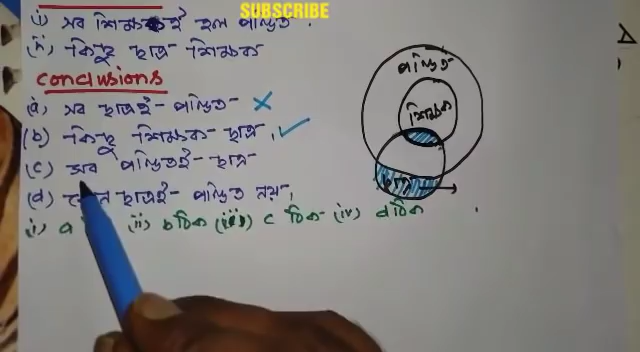 SUBSCRIBE
i) সব শিক্ষকই হল পন্ডিত
(ii) কিছু ছাত্র শিক্ষক
Conclusions
(a) সব ছাত্রই- পন্ডিত
(b) কিছু শিক্ষক ছাত্র,
(c) সব পন্ডিতই- ছাত্র
(d) ছাত্রই- পন্ডিত নয়,
i) a ii) b ঠিক (iii) c ঠিক (iv) d ঠিক
পন্ডিত
শিক্ষক
ছাত্র